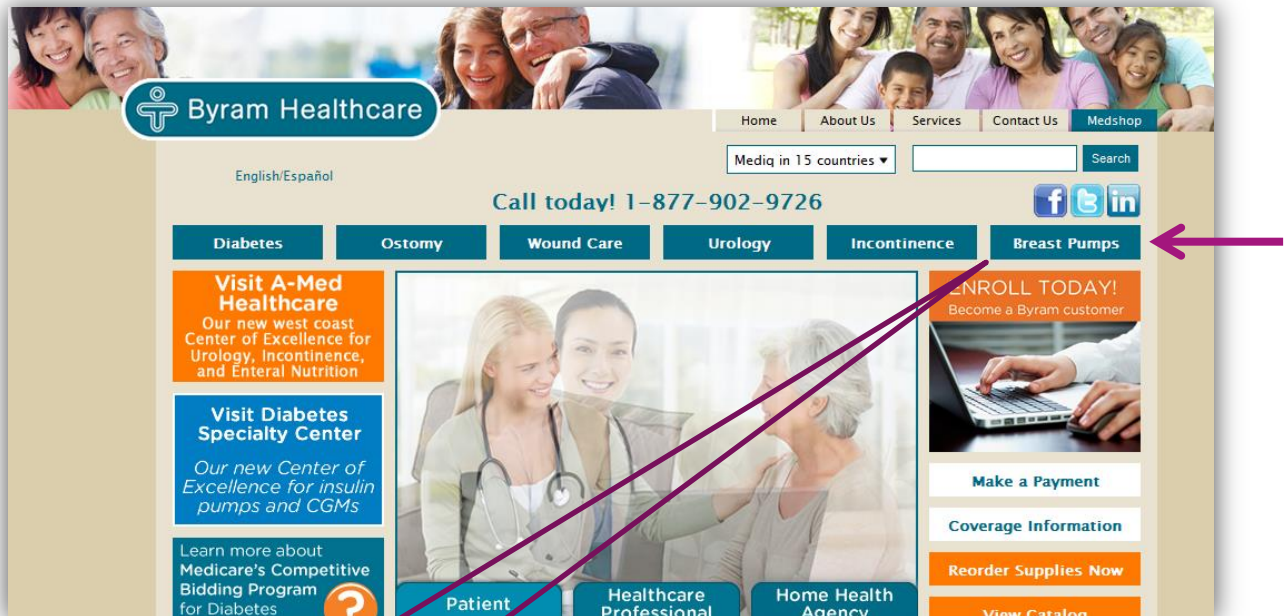 Byram Healthcare
Home About Us Services Contact Us Medshop
Mediq in 15 countries
Search
English/Español
Call today! 1-877-902-9726
Diabetes Ostomy Wound Care Urology Incontinence Breast Pumps
Visit A-Med
Healthcare
Our new west coast
Center of Excellence for
Urology, Incontinence,
and Enteral Nutrition
Visit Diabetes
Specialty Center
Our new Center of
Excellence for insulin
pumps and CGMs
Learn more about
Medicare's Competitive
Bidding Program
for Diabetes
?
Patient
Healthcare
Professional
Home Health
Agency
ENROLL TODAY!
Become a Byram customer
Make a Payment
Coverage Information
Reorder Supplies Now
View Catalog